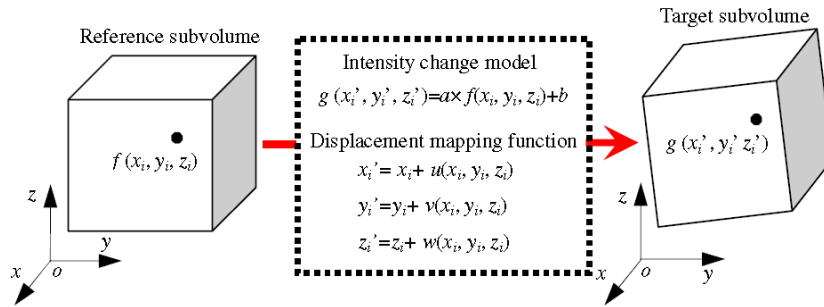 Reference subvolume
f (xᵢ, yᵢ, zᵢ)
z
y
x
o
Intensity change model
g (xᵢ’, yᵢ’, zᵢ’)=a× f(xᵢ, yᵢ, zᵢ)+b
Displacement mapping function
xᵢ’= xᵢ+ u(xᵢ, yᵢ, zᵢ)
yᵢ’=yᵢ+ v(xᵢ, yᵢ, zᵢ)
zᵢ’=zᵢ+ w(xᵢ, yᵢ, zᵢ)
Target subvolume
g (xᵢ’, yᵢ’ zᵢ’)
z
x
o
y